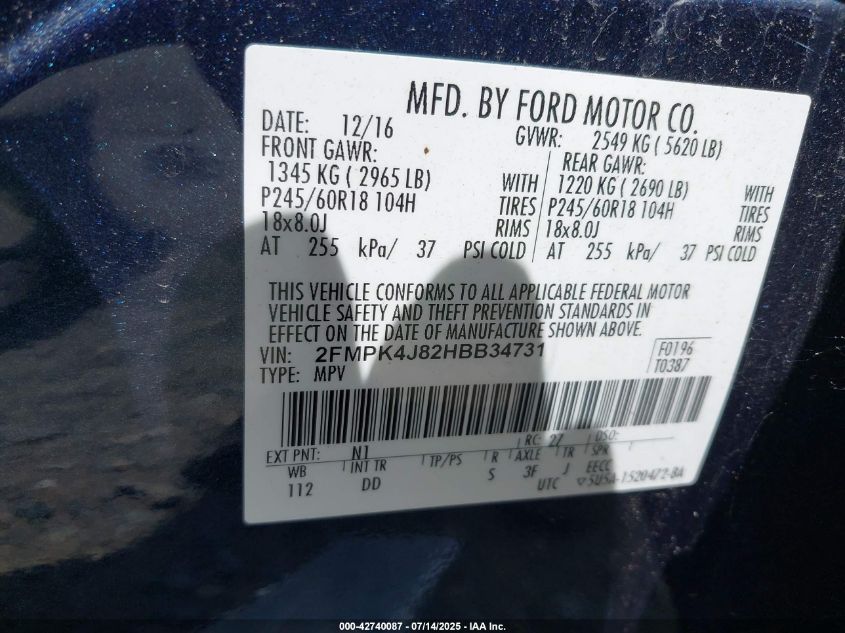 MFD. BY FORD MOTOR CO.
DATE: 12/16 GVWR: 2549 KG ( 5620 LB)
FRONT GAWR: REAR GAWR:
1345 KG ( 2965 LB) WITH 1220 KG ( 2690 LB) WITH
P245/60R18 104H TIRES P245/60R18 104H TIRES
18x8.0J RIMS 18x8.0J RIMS
AT 255 kPa/ 37 PSI COLD AT 255 kPa/ 37 PSI COLD
THIS VEHICLE CONFORMS TO ALL APPLICABLE FEDERAL MOTOR
VEHICLE SAFETY AND THEFT PREVENTION STANDARDS IN
EFFECT ON THE DATE OF MANUFACTURE SHOWN ABOVE.
VIN: 2FMPK4J82HBB34731 F0196
TYPE: MPV T0387
EXT PNT: N1 RC: 27 DSO:
WB INT TR TP/PS R AXLE TR SPR EECC
112 DD S 3F J UTC ▽5U5A-1520472-BA
000-42740087 - 07/14/2025 - IAA Inc.